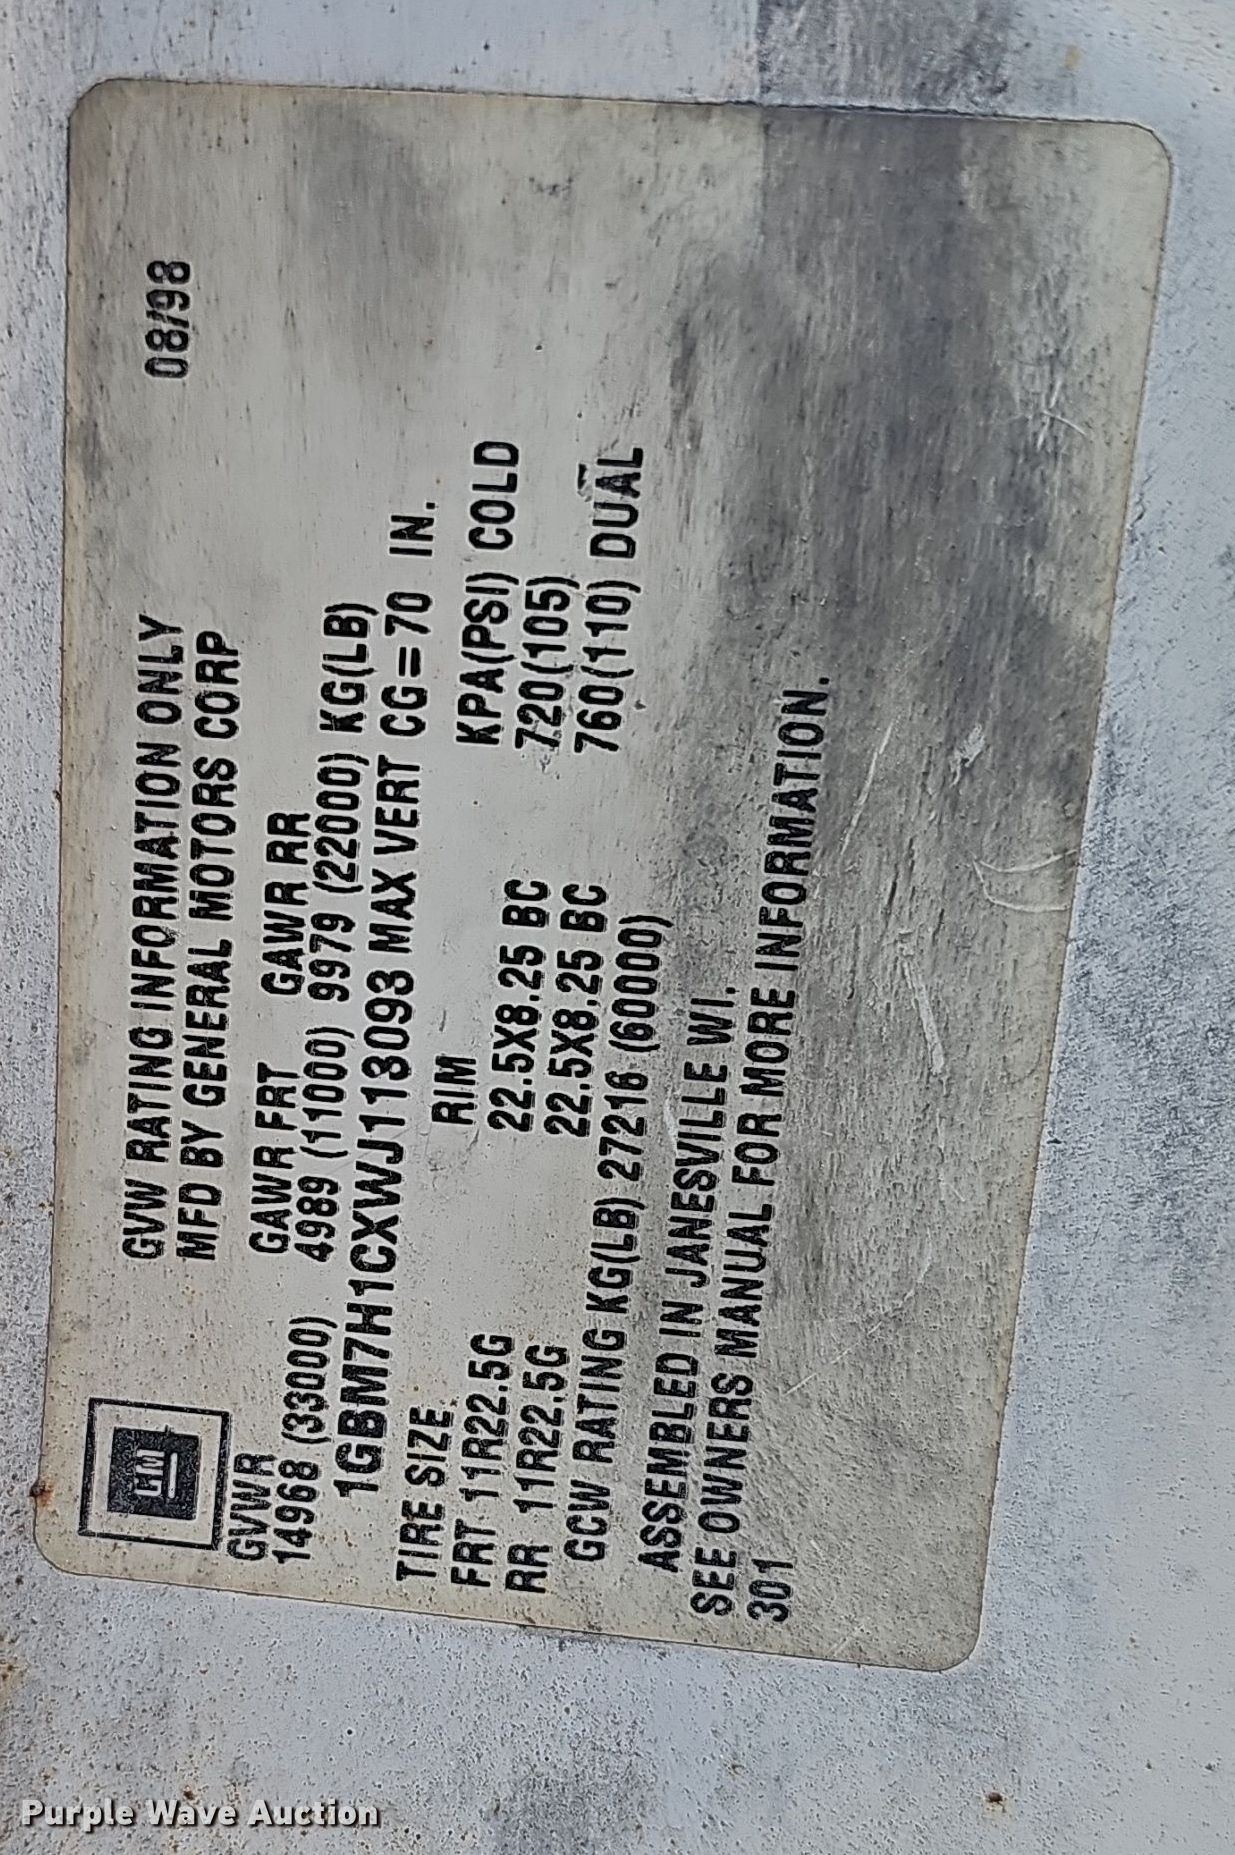 GM
GVW RATING INFORMATION ONLY 08/98
MFD BY GENERAL MOTORS CORP
GVWR GAWR FRT GAWR RR
14968 (33000) 4989 (11000) 9979 (22000) KG(LB)
1GBM7H1CXWJ113093 MAX VERT CG=70 IN.
TIRE SIZE RIM KPA(PSI) COLD
FRT 11R22.5G 22.5X8.25 BC 720(105)
RR 11R22.5G 22.5X8.25 BC 760(110) DUAL
GCW RATING KG(LB) 27216 (60000)
ASSEMBLED IN JANESVILLE WI.
SEE OWNERS MANUAL FOR MORE INFORMATION.
301
Purple Wave Auction